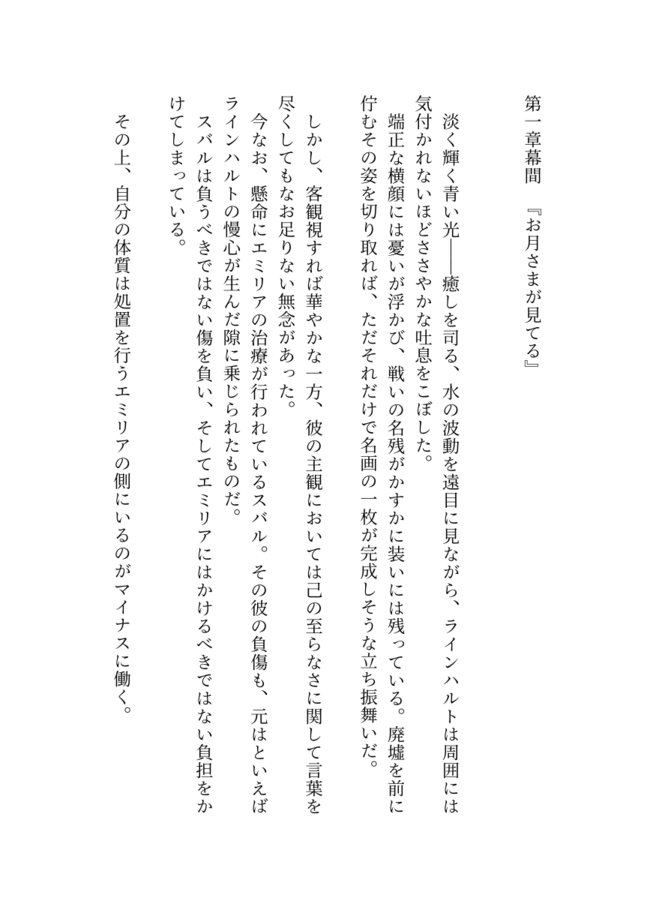 第一章幕間　『お月さまが見てる』
　淡く輝く青い光――癒しを司る、水の波動を遠目に見ながら、ラインハルトは周囲には
気付かれないほどささやかな吐息をこぼした。
　端正な横顔には憂いが浮かび、戦いの名残がかすかに装いには残っている。廃墟を前に
佇むその姿を切り取れば、ただそれだけで名画の一枚が完成しそうな立ち振舞いだ。
　しかし、客観視すれば華やかな一方、彼の主観においては己の至らなさに関して言葉を
尽くしてもなお足りない無念があった。
　今なお、懸命にエミリアの治療が行われているスバル。その彼の負傷も、元はといえば
ラインハルトの慢心が生んだ隙に乗じられたものだ。
　スバルは負うべきではない傷を負い、そしてエミリアにはかけるべきではない負担をか
けてしまっている。
　その上、自分の体質は処置を行うエミリアの側にいるのがマイナスに働く。